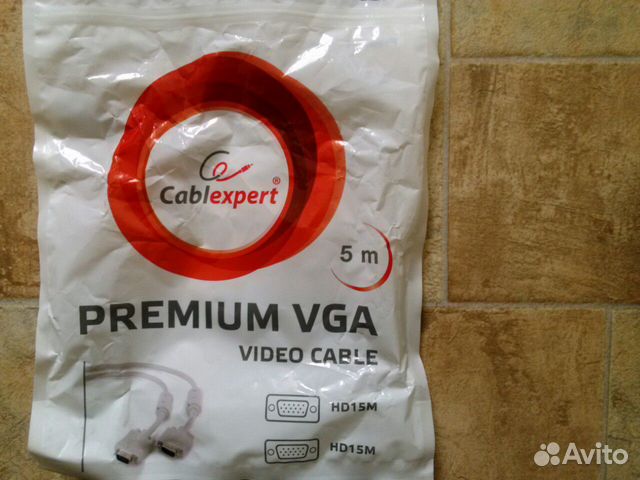 Cablexpert®
5 m
PREMIUM VGA
VIDEO CABLE
HD15M
HD15M
Avito